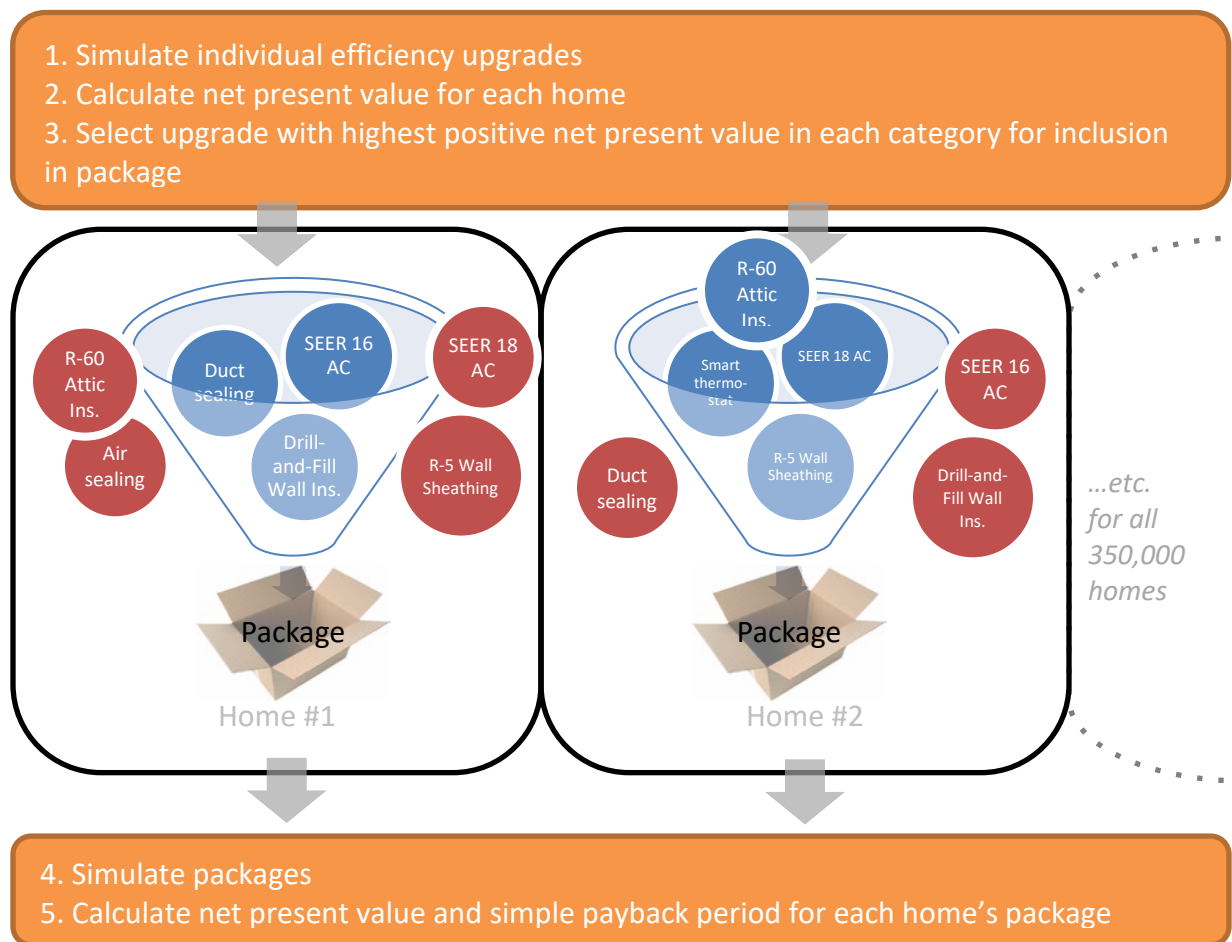 1. Simulate individual efficiency upgrades
2. Calculate net present value for each home
3. Select upgrade with highest positive net present value in each category for inclusion
in package
R-60
Attic
Ins.
Air
sealing
Duct
sealing
SEER 16
AC
Drill-
and-Fill
Wall Ins.
SEER 18
AC
R-5 Wall
Sheathing
Package
Home #1
R-60
Attic
Ins.
Smart
thermo-
stat
SEER 18 AC
R-5 Wall
Sheathing
Duct
sealing
SEER 16
AC
Drill-and-
Fill Wall
Ins.
Package
Home #2
...etc.
for all
350,000
homes
4. Simulate packages
5. Calculate net present value and simple payback period for each home’s package